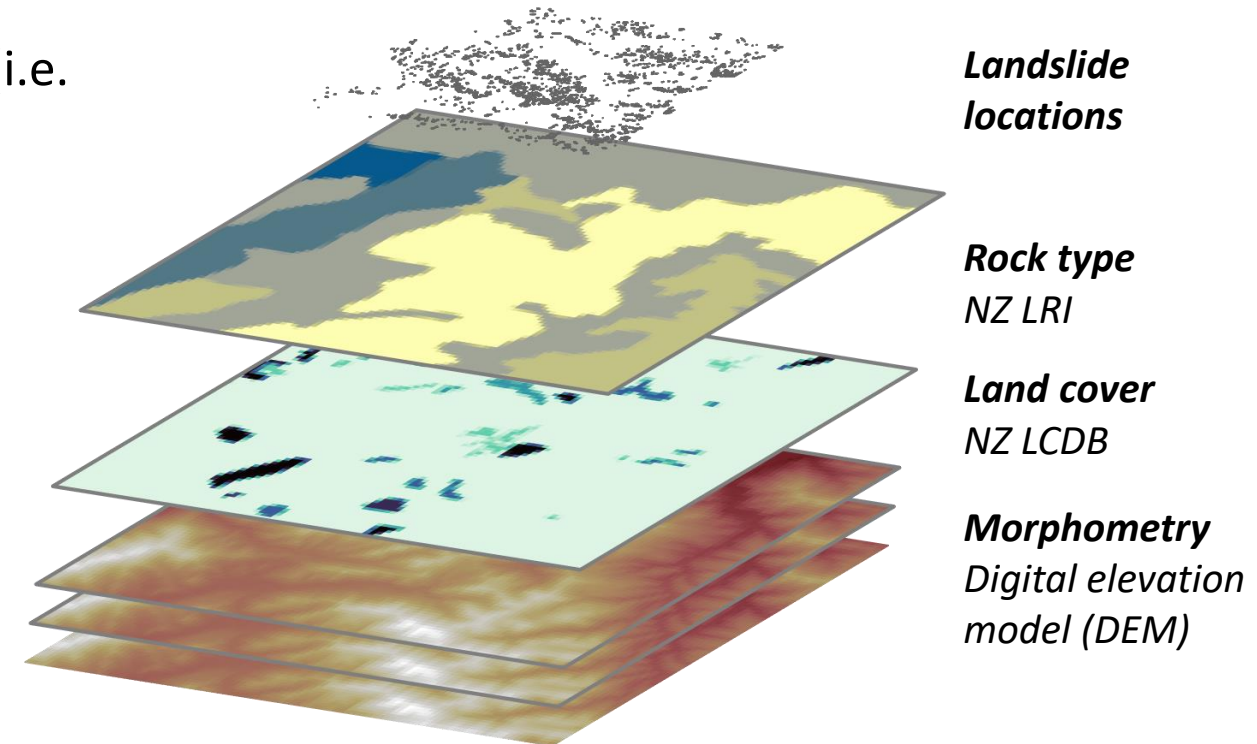 i.e.
Landslide
locations
Rock type
NZ LRI
Land cover
NZ LCDB
Morphometry
Digital elevation
model (DEM)